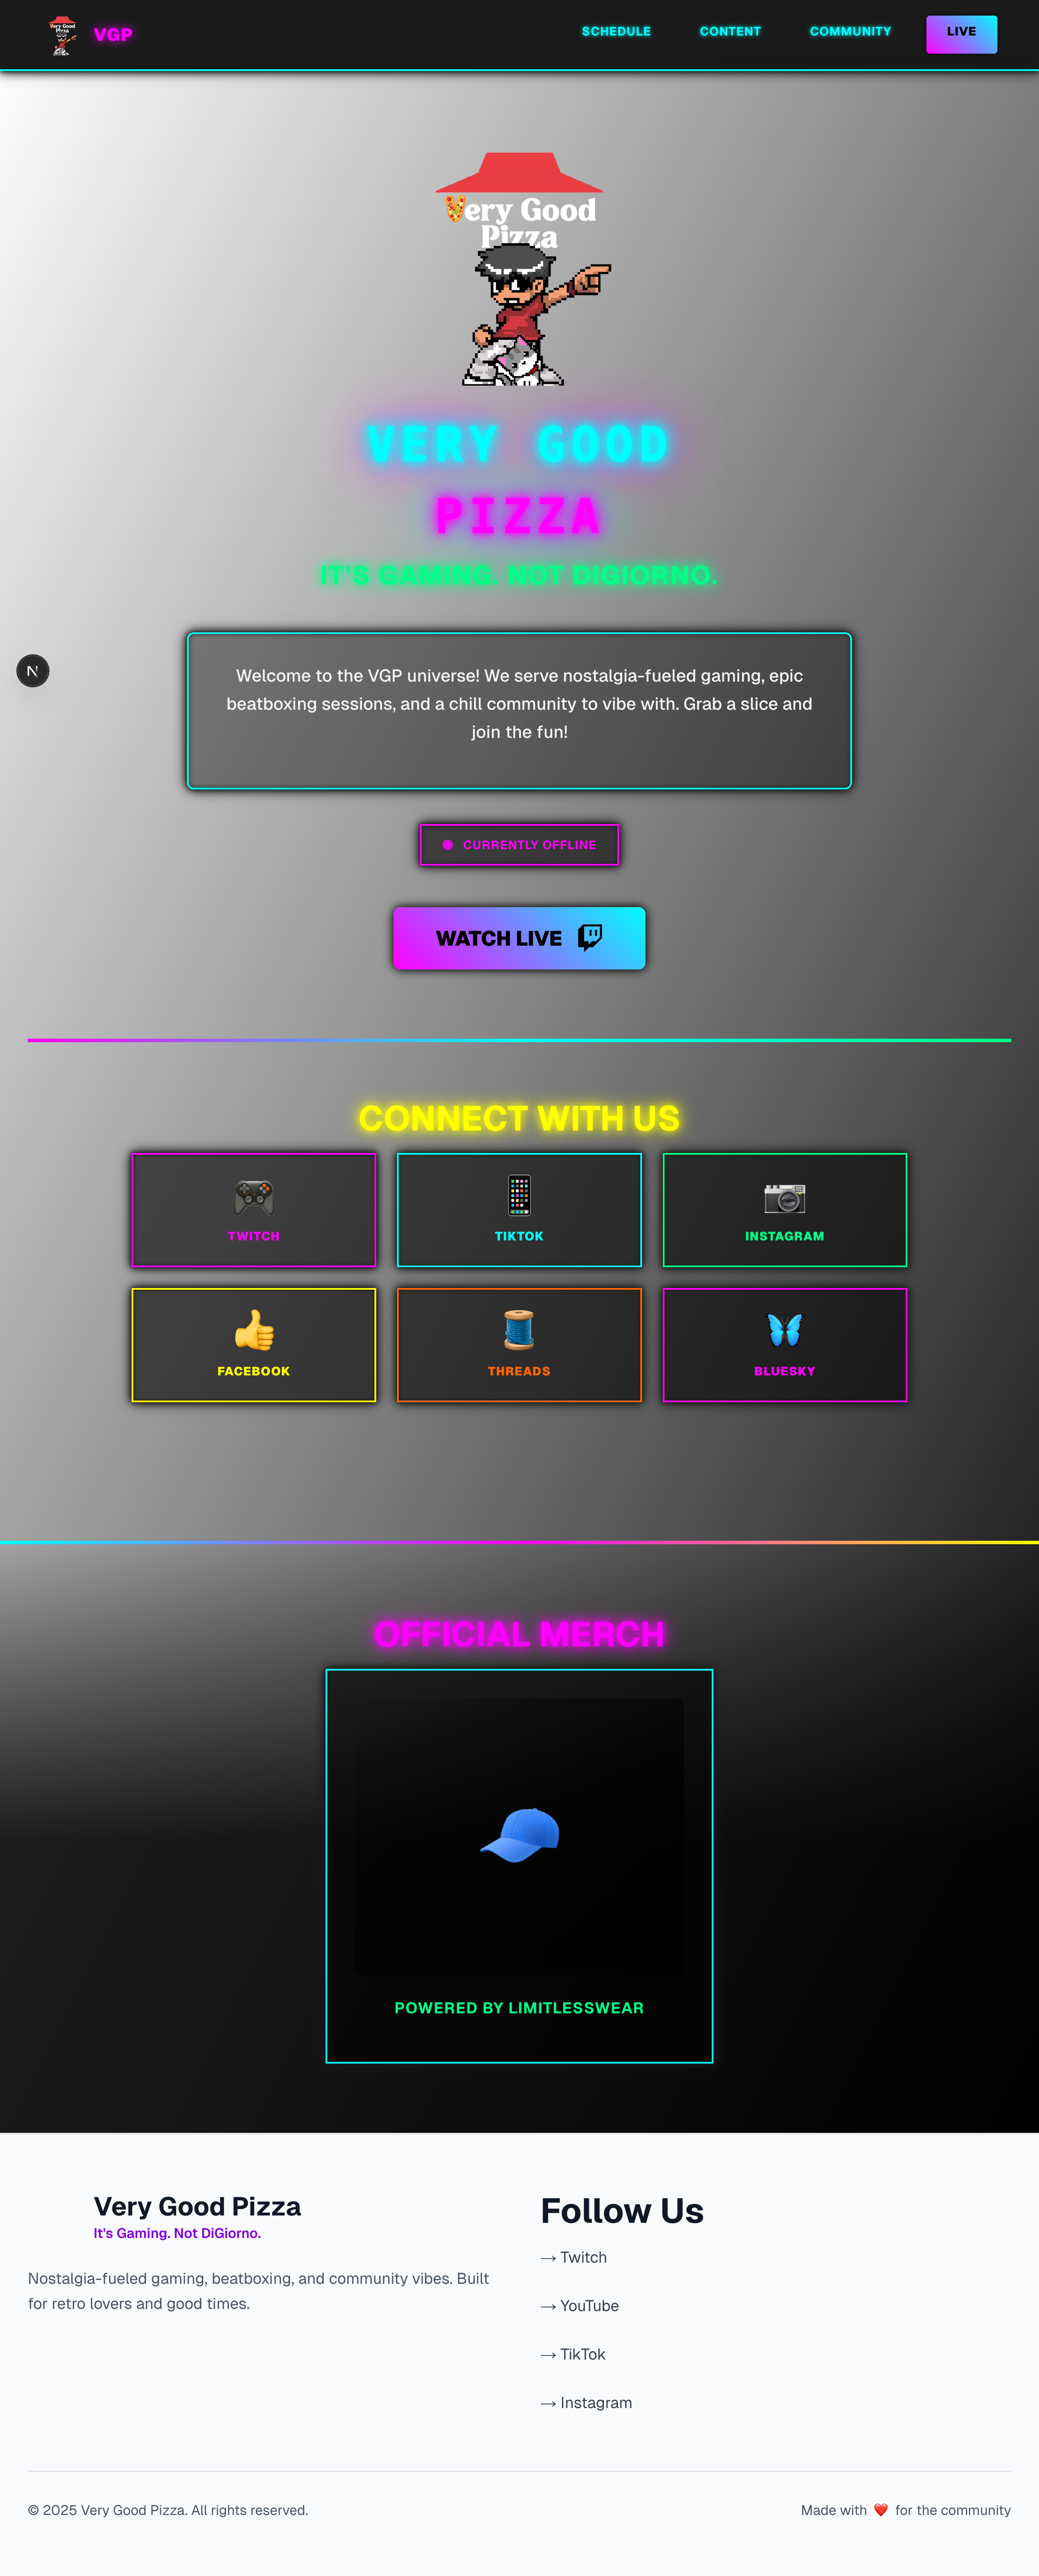 Very Good
Pizza
VGP
SCHEDULE
CONTENT
COMMUNITY
LIVE
Very Good
Pizza
VERY GOOD
PIZZA
IT'S GAMING. NOT DIGIORNO.
Welcome to the VGP universe! We serve nostalgia-fueled gaming, epic
beatboxing sessions, and a chill community to vibe with. Grab a slice and
join the fun!
N
CURRENTLY OFFLINE
WATCH LIVE
CONNECT WITH US
TWITCH
TIKTOK
INSTAGRAM
FACEBOOK
THREADS
BLUESKY
OFFICIAL MERCH
POWERED BY LIMITLESSWEAR
Very Good Pizza
It's Gaming. Not DiGiorno.
Nostalgia-fueled gaming, beatboxing, and community vibes. Built
for retro lovers and good times.
Follow Us
→ Twitch
→ YouTube
→ TikTok
→ Instagram
© 2025 Very Good Pizza. All rights reserved.
Made with ❤️ for the community